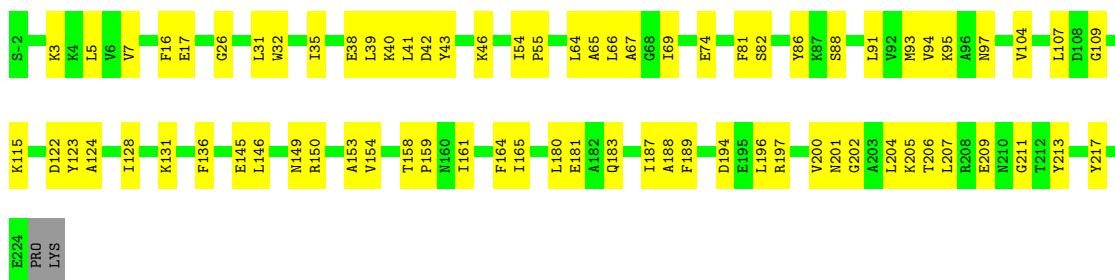 S-2 K3 K4 L5 V6 V7 F16 E17 G26 L31 W32 I35 E38 L39 K40 L41 D42 Y43 K46 I54 P55 L64 A65 L66 A67 G68 I69 E74 F81 S82 Y86 K87 S88 L91 V92 M93 V94 K95 A96 N97 V104 L107 D108 G109
K115 D122 Y123 A124 I128 K131 F136 E145 L146 N149 R150 A153 V154 T158 P159 N160 I161 F164 I165 L180 E181 A182 Q183 I187 A188 F189 D194 E195 L196 R197 V200 N201 G202 A203 L204 K205 T206 L207 R208 E209 N210 G211 T212 Y213 Y217
E224 PRO LYS